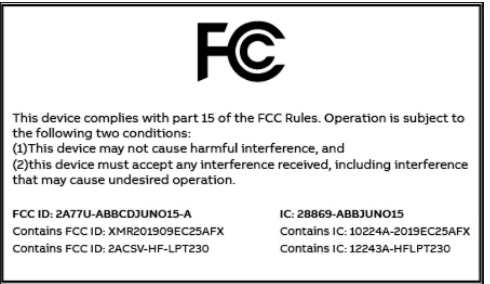 FCC
This device complies with part 15 of the FCC Rules. Operation is subject to
the following two conditions:
(1)This device may not cause harmful interference, and
(2)this device must accept any interference received, including interference
that may cause undesired operation.
FCC ID: 2A77U-ABBCDJUNO15-A
IC: 28869-ABBJUNO15
Contains FCC ID: XMR201909EC25AFX
Contains IC: 10224A-2019EC25AFX
Contains FCC ID: 2ACSV-HF-LPT230
Contains IC: 12243A-HFLPT230